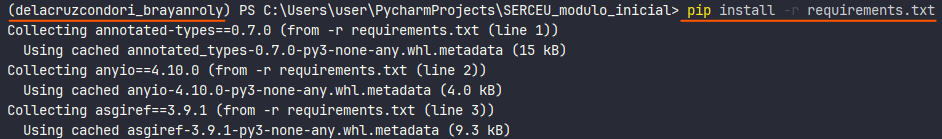 (delacruzcondori_brayanroly) PS C:\Users\user\PycharmProjects\SERCEU_modulo_inicial> pip install -r requirements.txt
Collecting annotated-types==0.7.0 (from -r requirements.txt (line 1))
  Using cached annotated_types-0.7.0-py3-none-any.whl.metadata (15 kB)
Collecting anyio==4.10.0 (from -r requirements.txt (line 2))
  Using cached anyio-4.10.0-py3-none-any.whl.metadata (4.0 kB)
Collecting asgiref==3.9.1 (from -r requirements.txt (line 3))
  Using cached asgiref-3.9.1-py3-none-any.whl.metadata (9.3 kB)